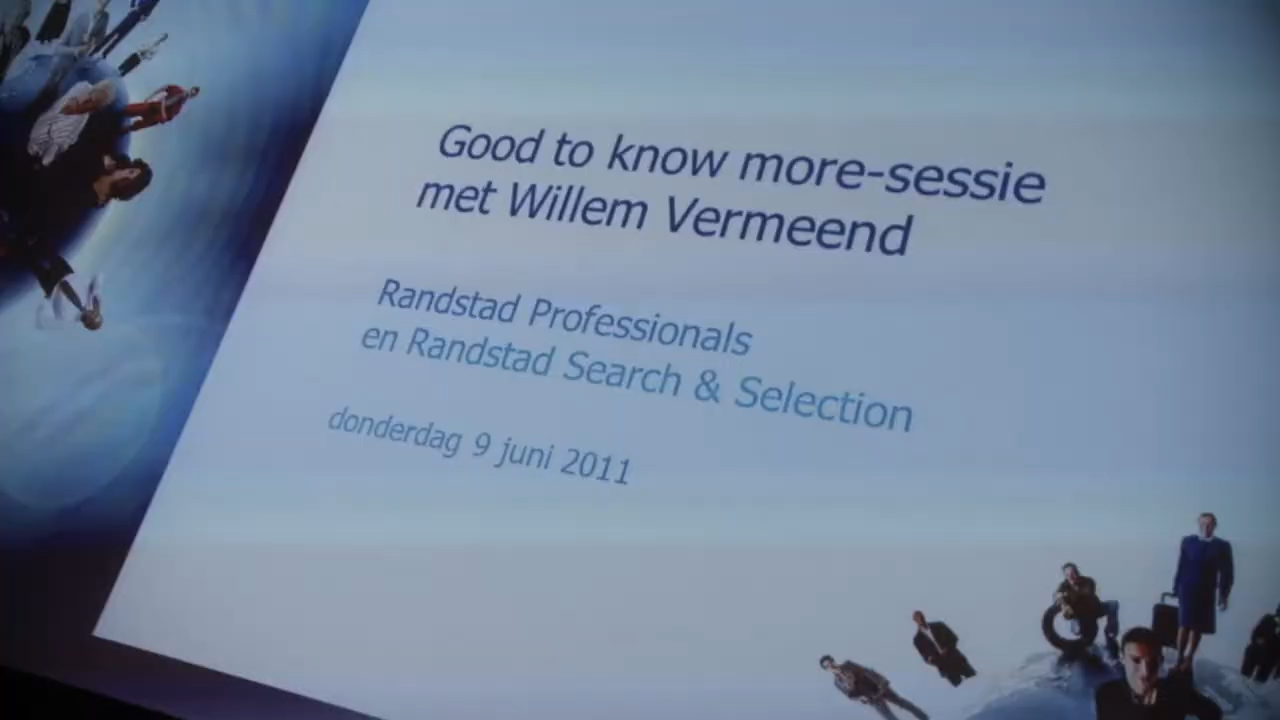 Good to know more-sessie
met Willem Vermeend
Randstad Professionals
en Randstad Search & Selection
donderdag 9 juni 2011